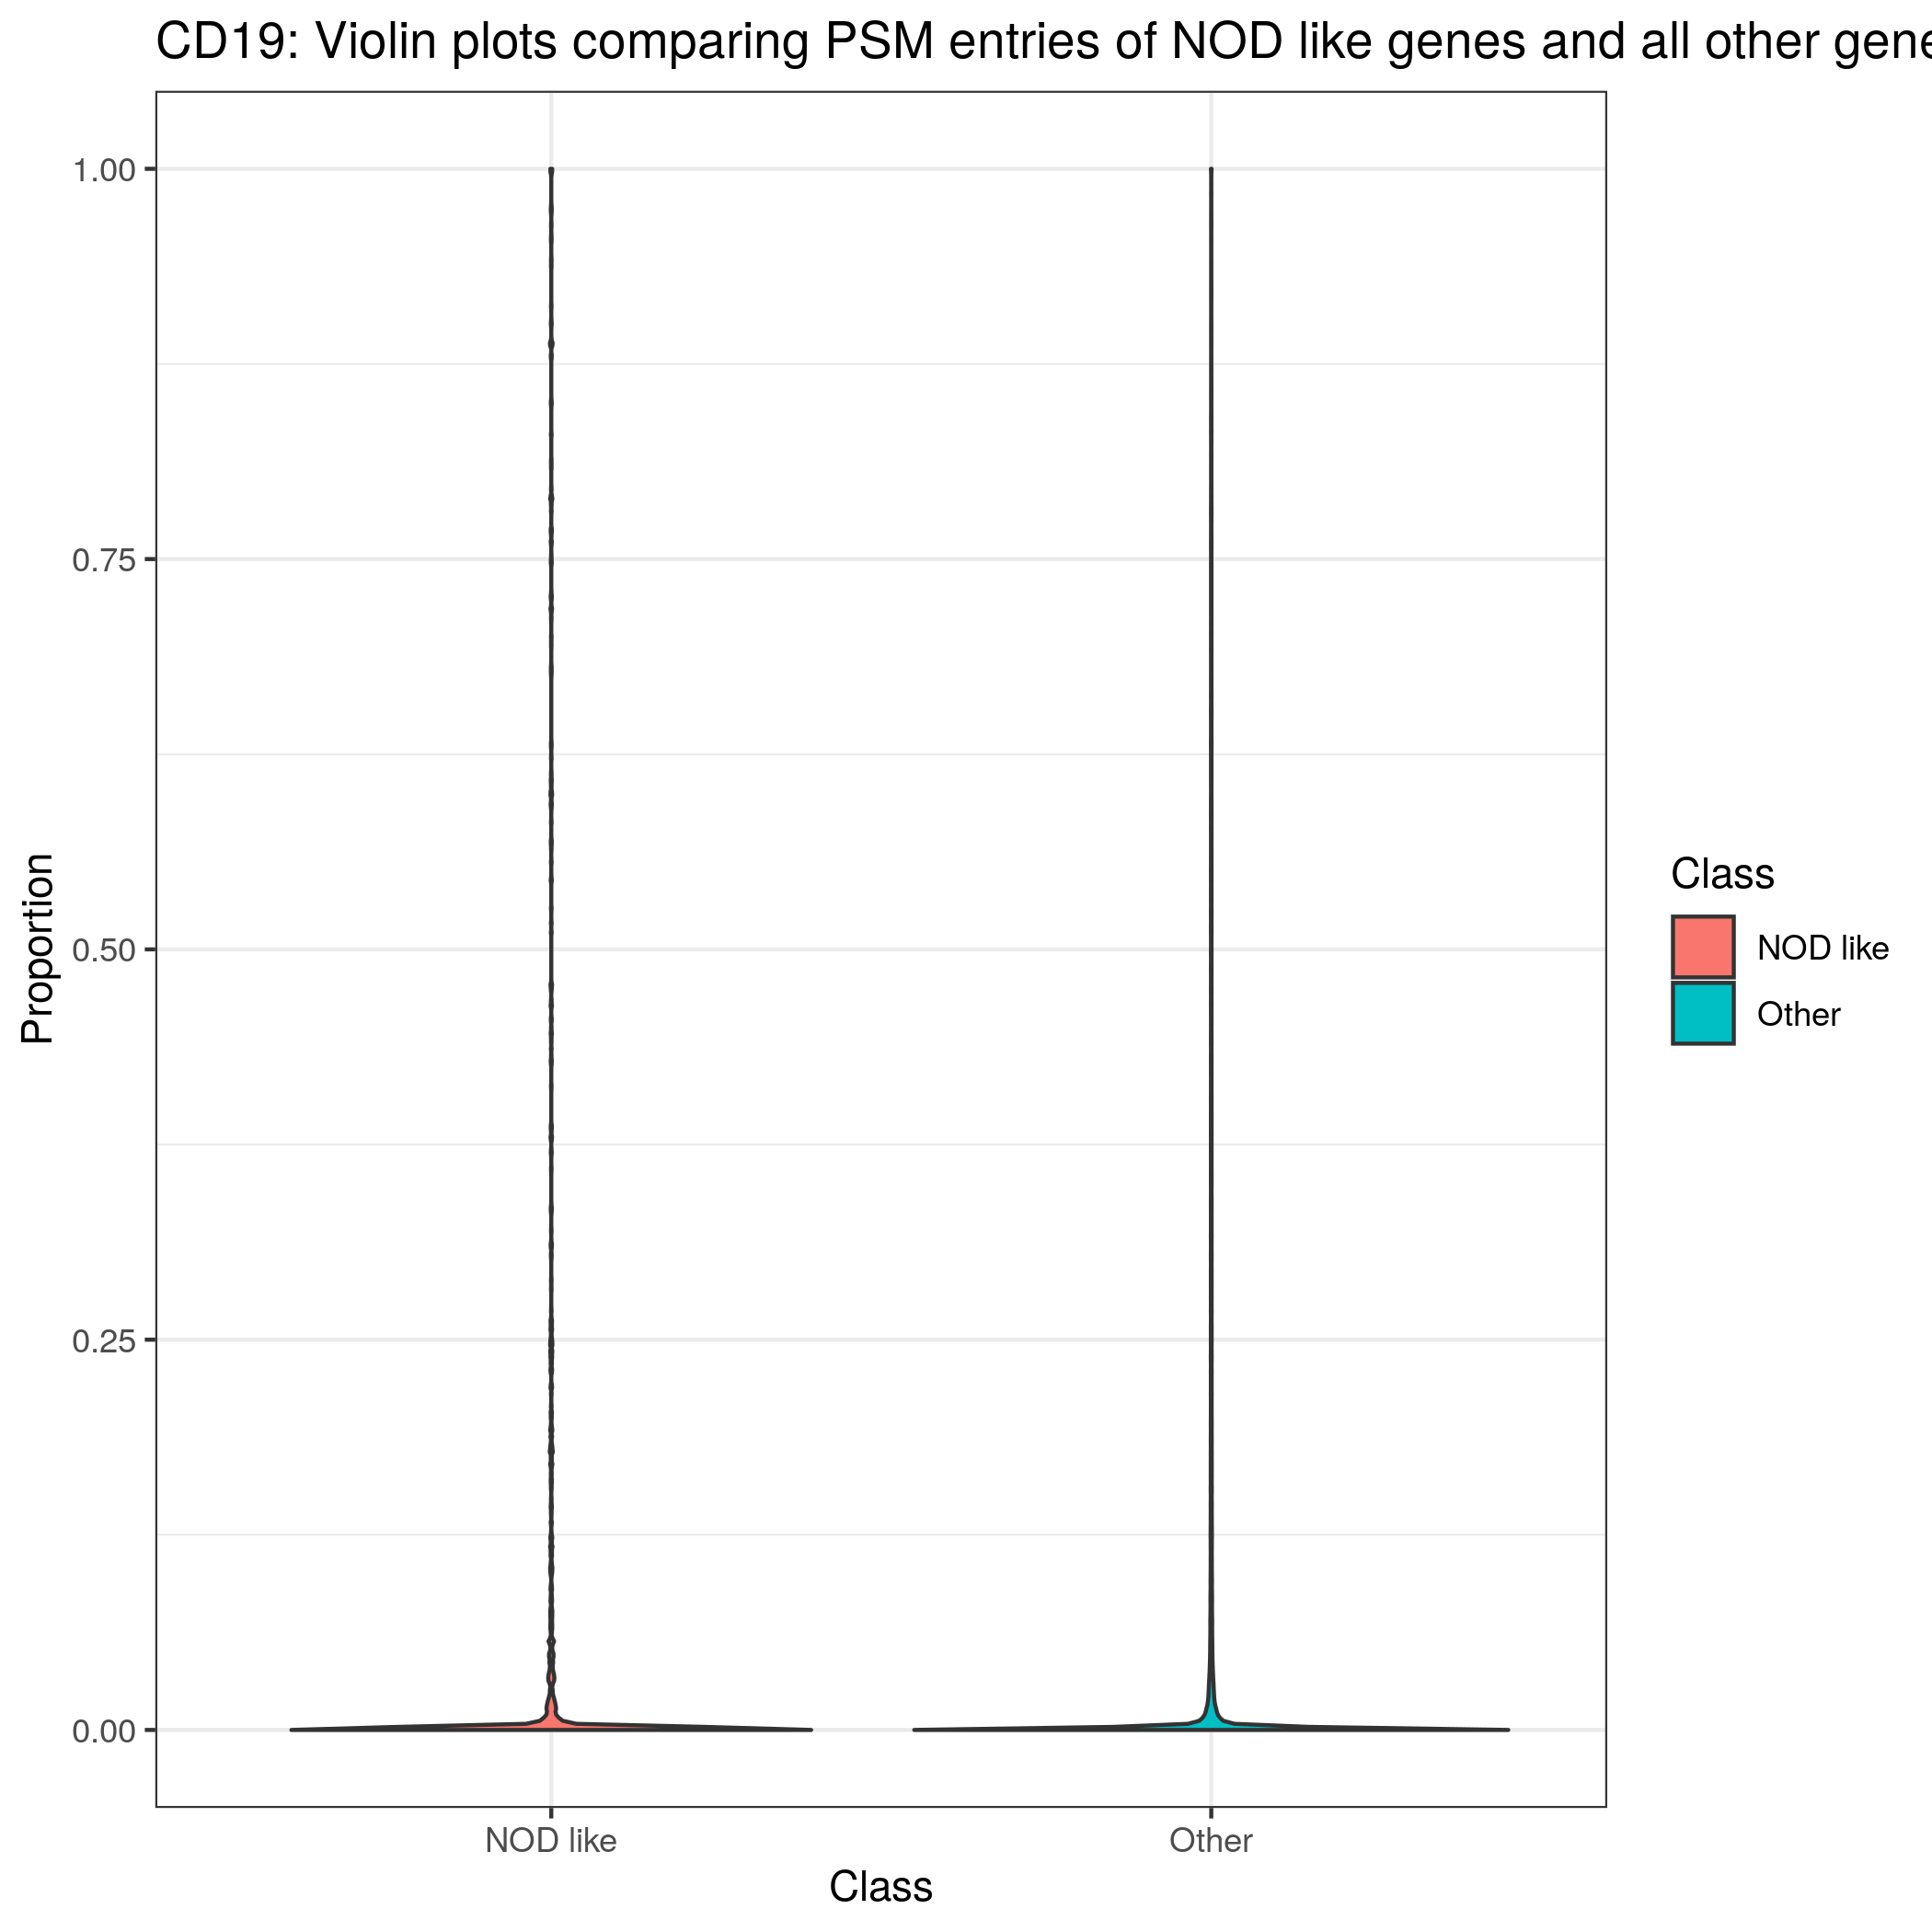 CD19: Violin plots comparing PSM entries of NOD like genes and all other gene
1.00
0.75
0.50
0.25
0.00
Proportion
NOD like
Other
Class
Class
NOD like
Other